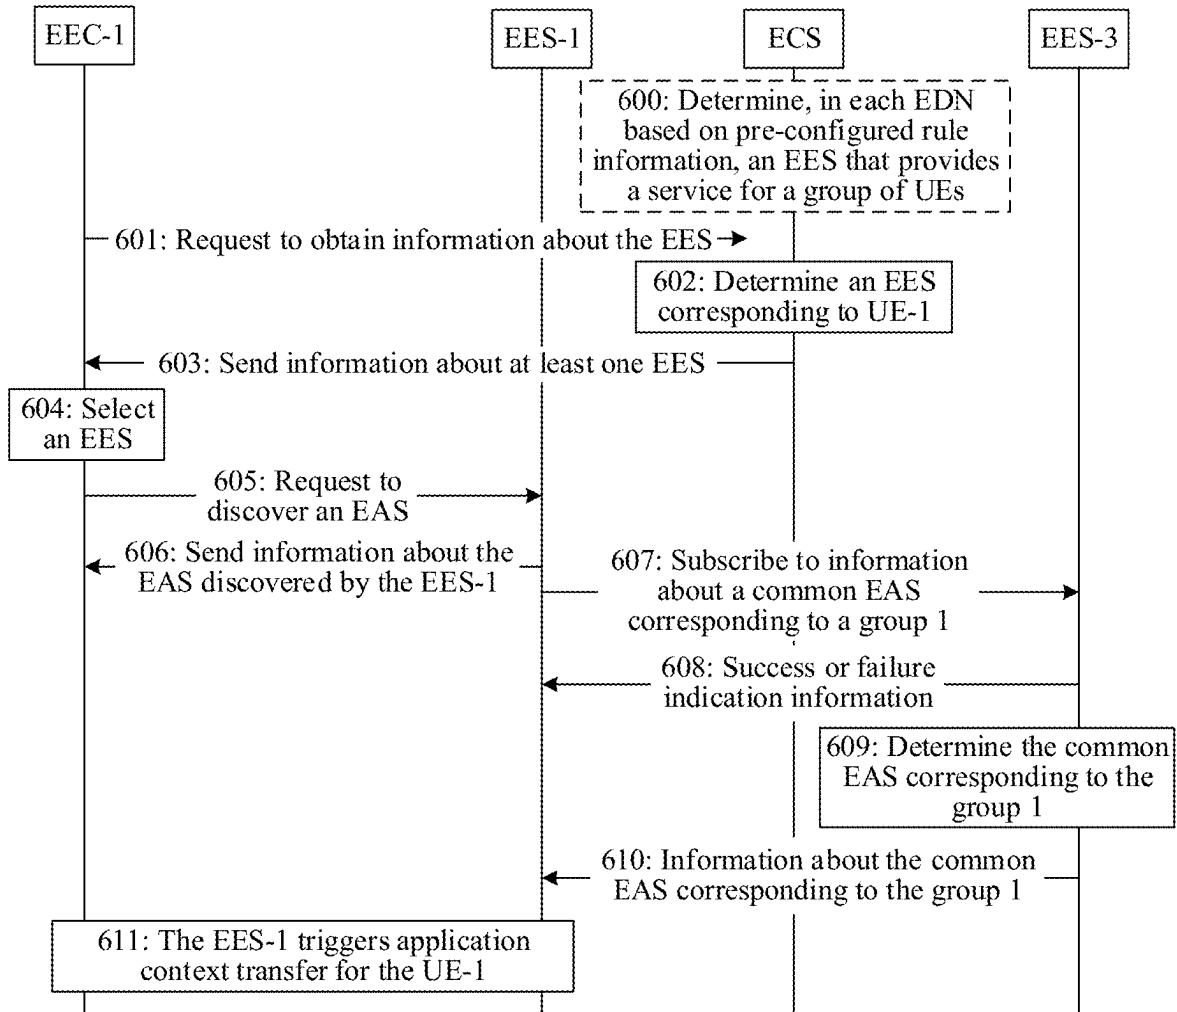 EEC-1
EES-1
ECS
EES-3
600: Determine, in each EDN
based on pre-configured rule
information, an EES that provides
a service for a group of UEs
601: Request to obtain information about the EES
602: Determine an EES
corresponding to UE-1
603: Send information about at least one EES
604: Select
an EES
605: Request to
discover an EAS
606: Send information about the
EAS discovered by the EES-1
607: Subscribe to information
about a common EAS
corresponding to a group 1
608: Success or failure
indication information
609: Determine the common
EAS corresponding to the
group 1
610: Information about the common
EAS corresponding to the group 1
611: The EES-1 triggers application
context transfer for the UE-1